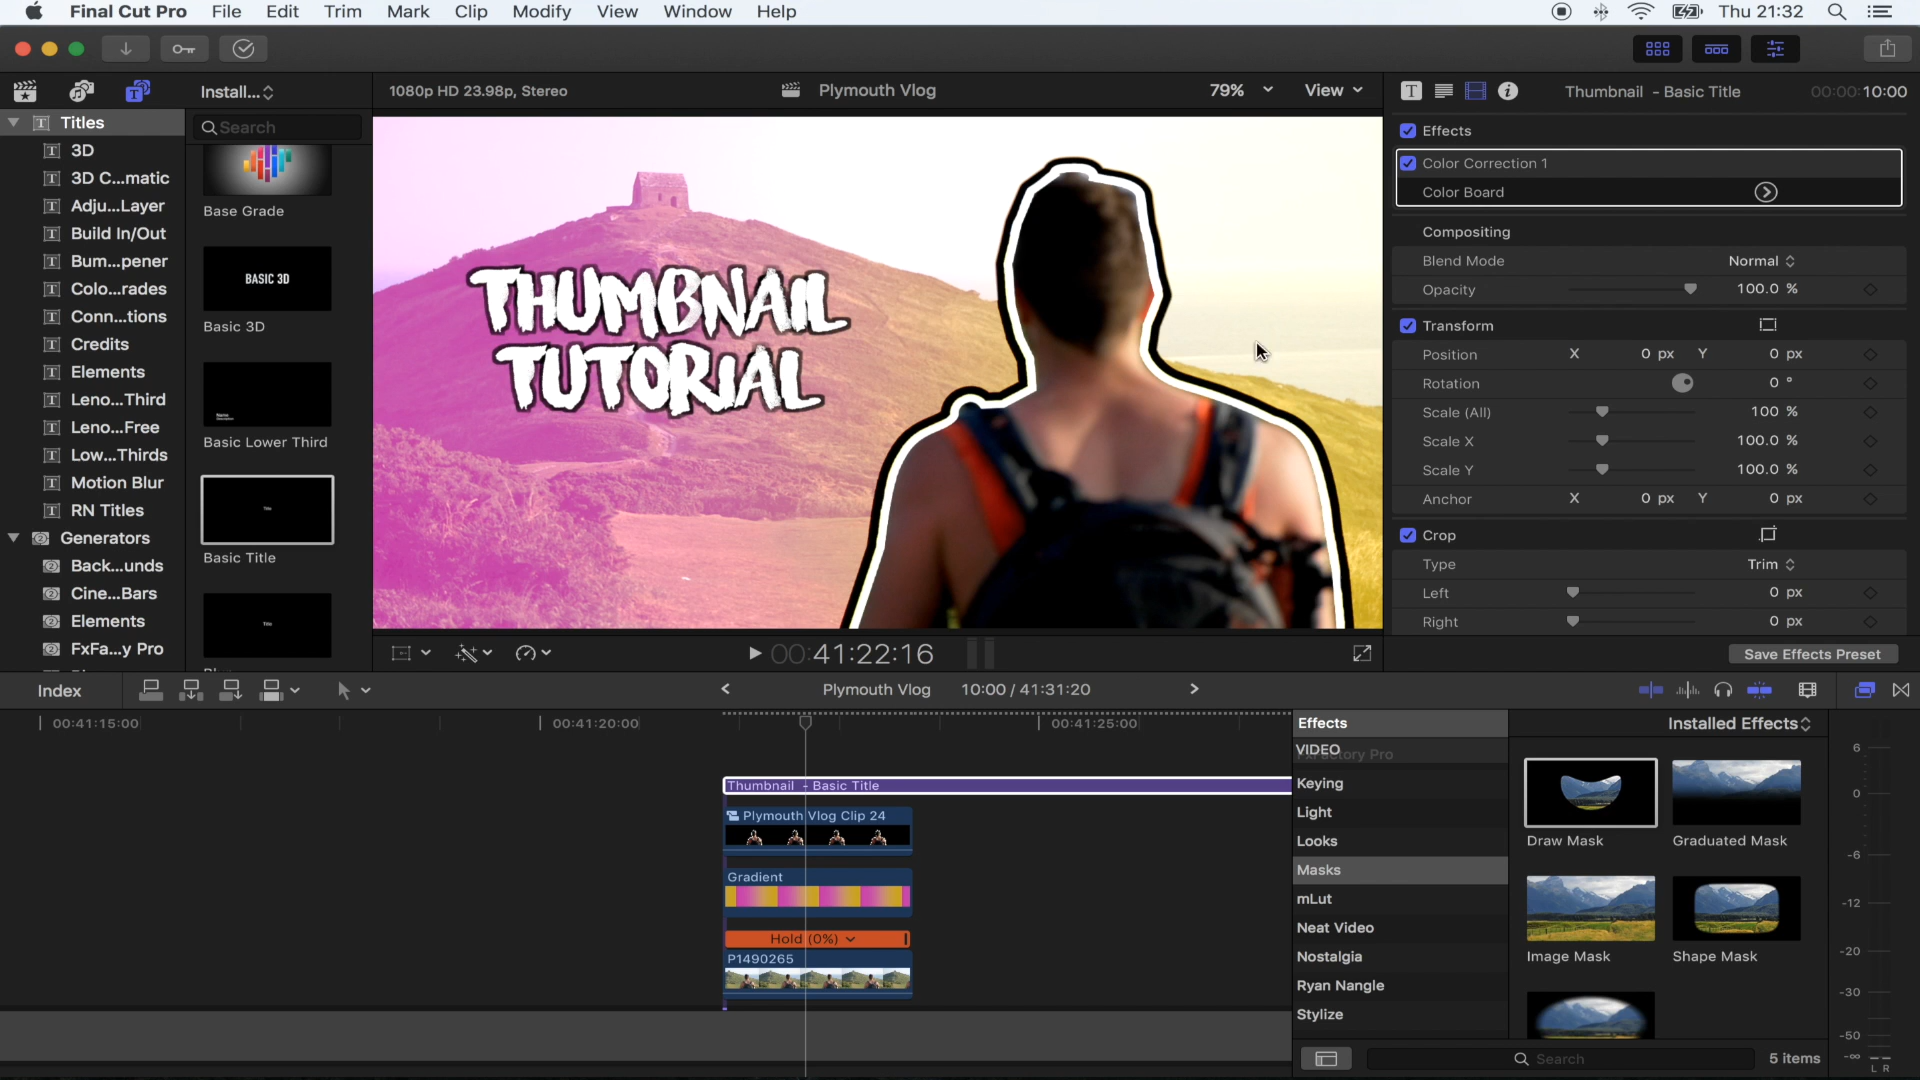 Final Cut Pro File Edit Trim Mark Clip Modify View Window Help Thu 21:32
Install... 1080p HD 23.98p, Stereo Plymouth Vlog 79% View Thumbnail - Basic Title 00:00:10:00
Titles
3D
3D C...matic
Adju...Layer
Build In/Out
Bum...pener
Colo...rades
Conn...tions
Credits
Elements
Leno...Third
Leno...Free
Low...Thirds
Motion Blur
RN Titles
Generators
Back...unds
Cine...Bars
Elements
FxFa...y Pro
Search
Base Grade
BASIC 3D
Basic 3D
Name
Description
Basic Lower Third
Title
Basic Title
Title
THUMBNAIL
TUTORIAL
Effects
Color Correction 1
Color Board
Compositing
Blend Mode Normal
Opacity 100.0 %
Transform
Position X 0 px Y 0 px
Rotation 0 °
Scale (All) 100 %
Scale X 100.0 %
Scale Y 100.0 %
Anchor X 0 px Y 0 px
Crop
Type Trim
Left 0 px
Right 0 px
00:41:22:16
Save Effects Preset
Index Plymouth Vlog 10:00 / 41:31:20
00:41:15:00 00:41:20:00 00:41:25:00
Thumbnail - Basic Title
Plymouth Vlog Clip 24
Gradient
Hold (0%)
P1490265
Effects
VIDEO
FxFactory Pro
Keying
Light
Looks
Masks
mLut
Neat Video
Nostalgia
Ryan Nangle
Stylize
Installed Effects
Draw Mask Graduated Mask
Image Mask Shape Mask
Search 5 items
6
0
-6
-12
-20
-30
-50
-∞
L R